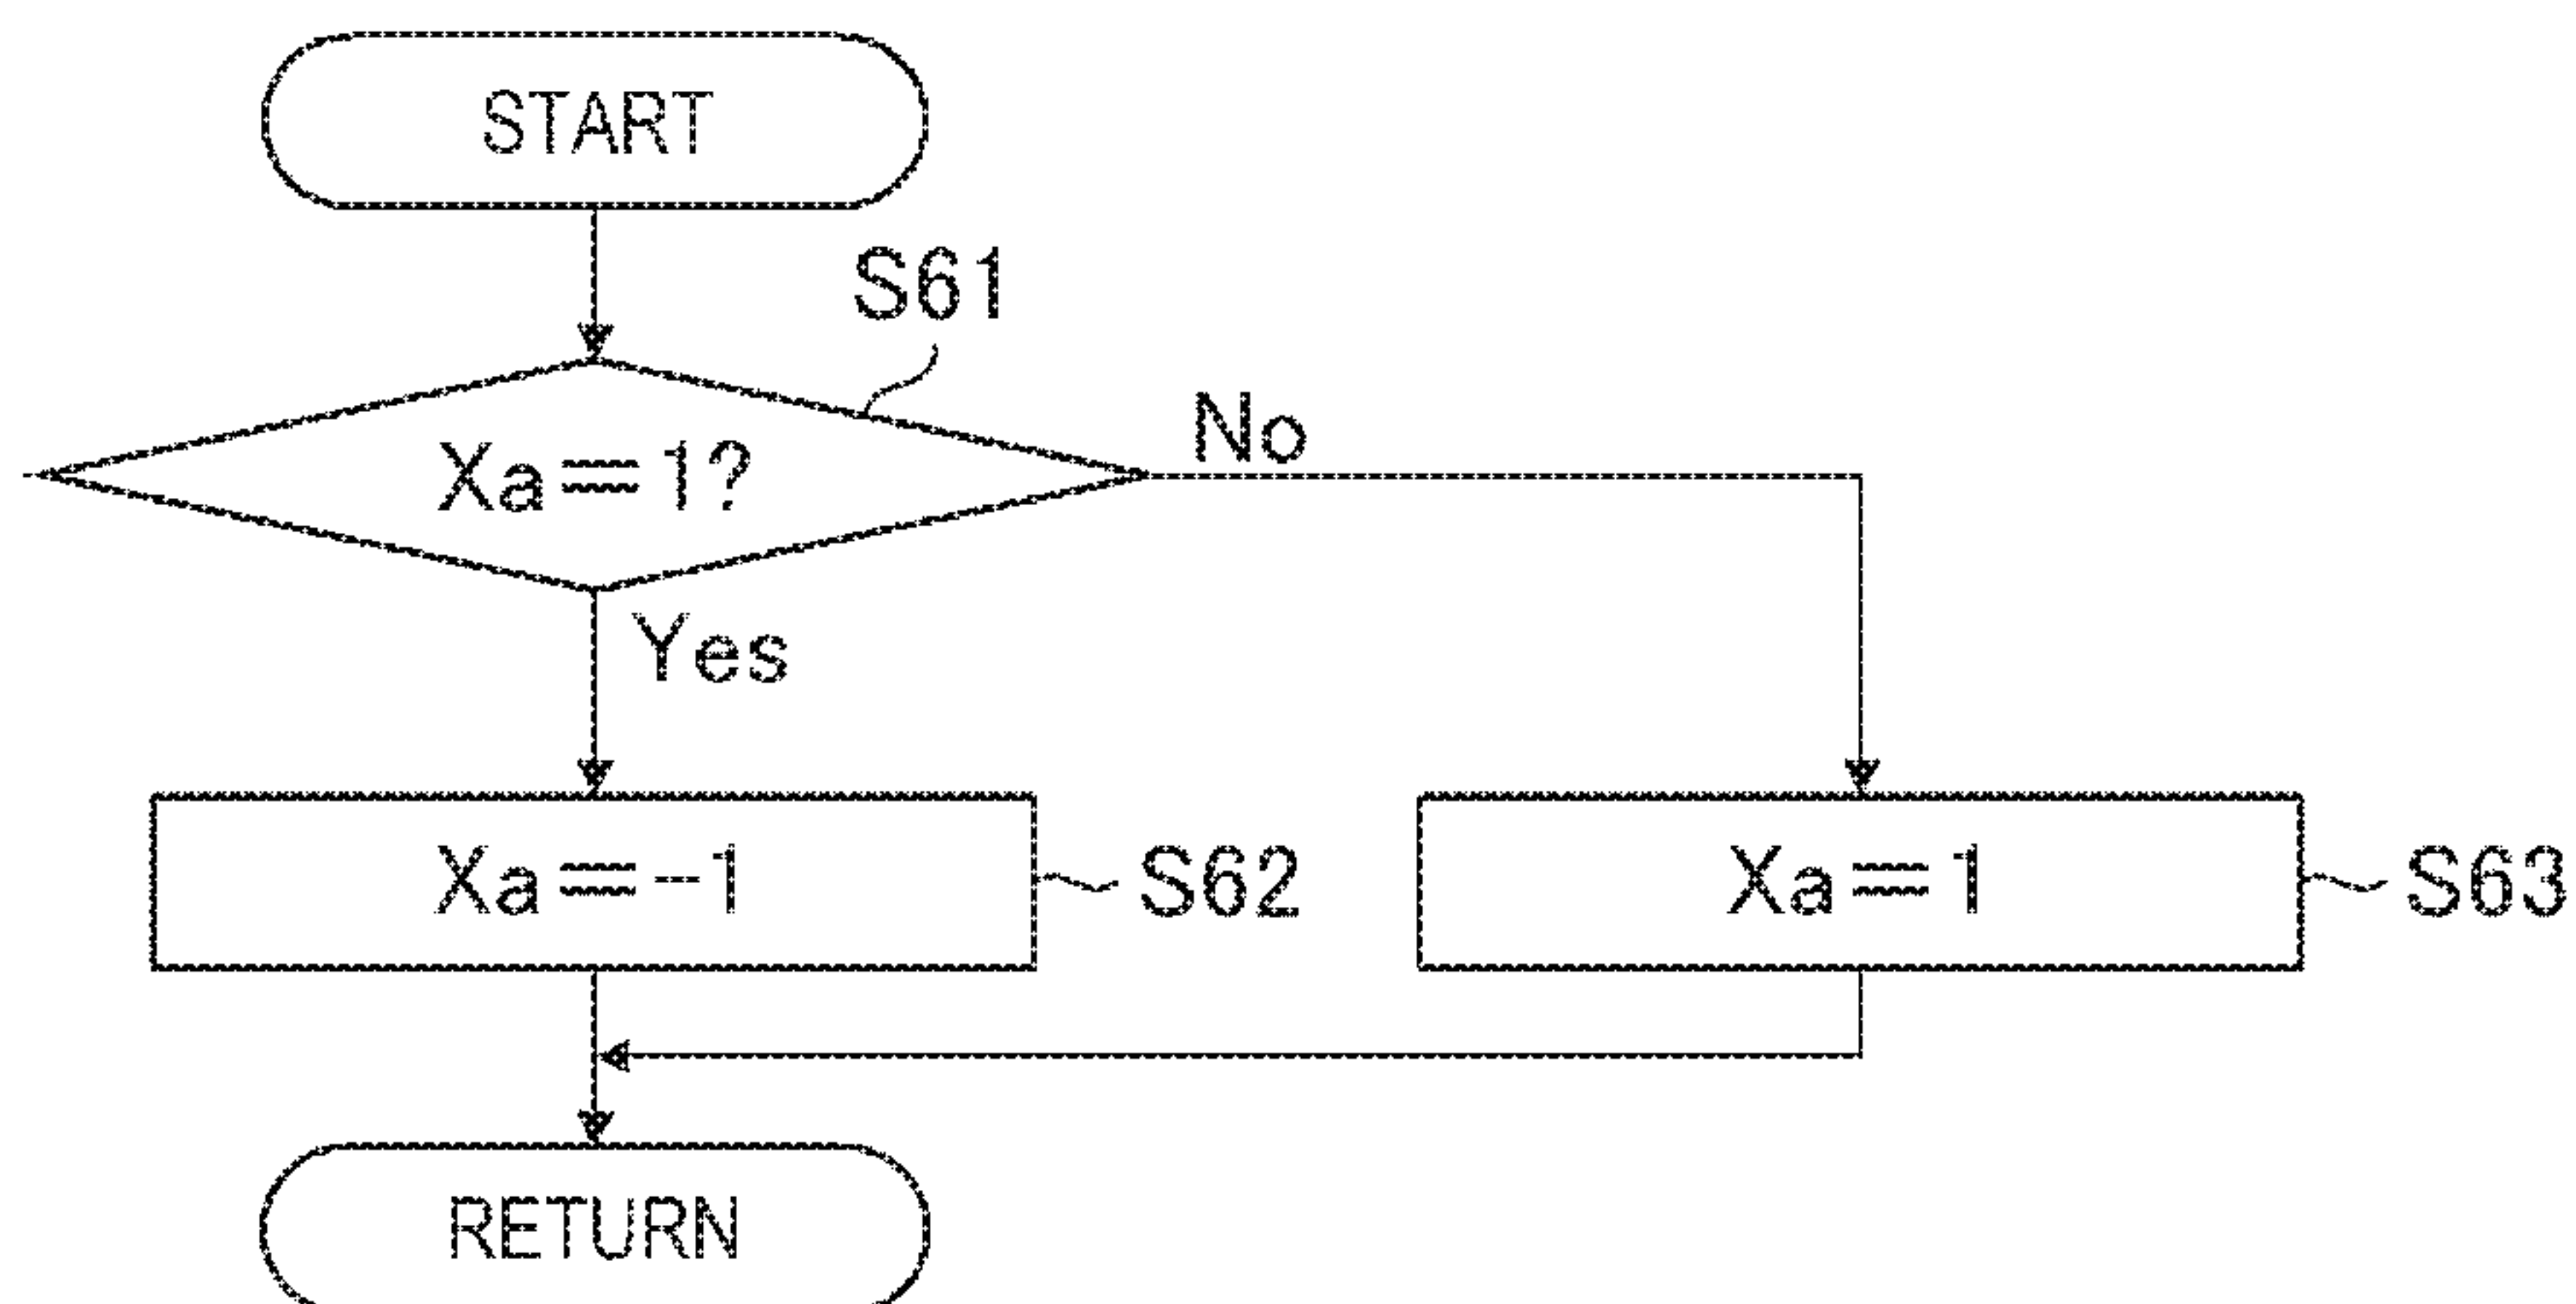 START
S61
Xa=1?
No
Yes
Xa=-1
S62
Xa=1
S63
RETURN